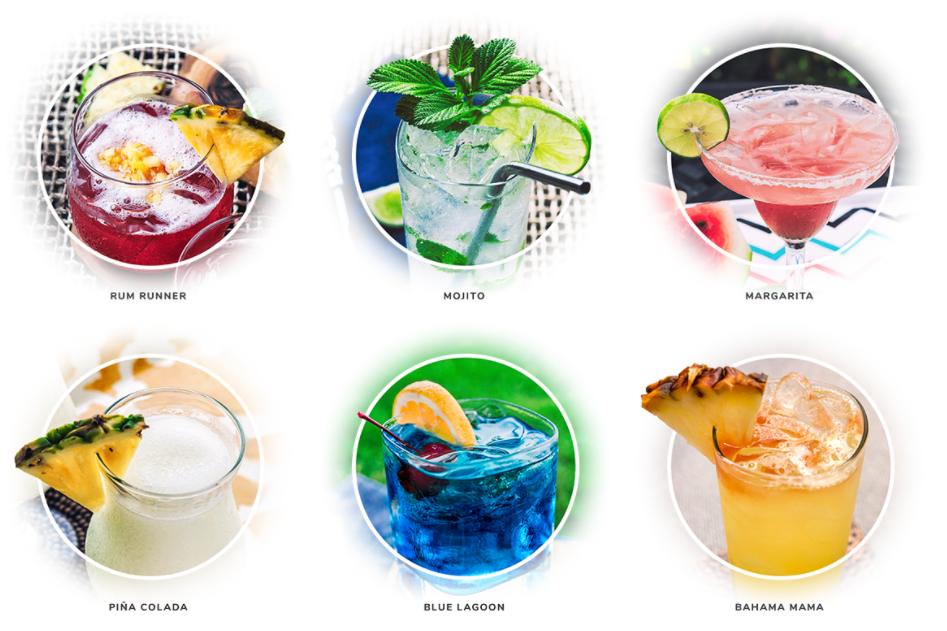 RUM RUNNER
MOJITO
MARGARITA
PIÑA COLADA
BLUE LAGOON
BAHAMA MAMA